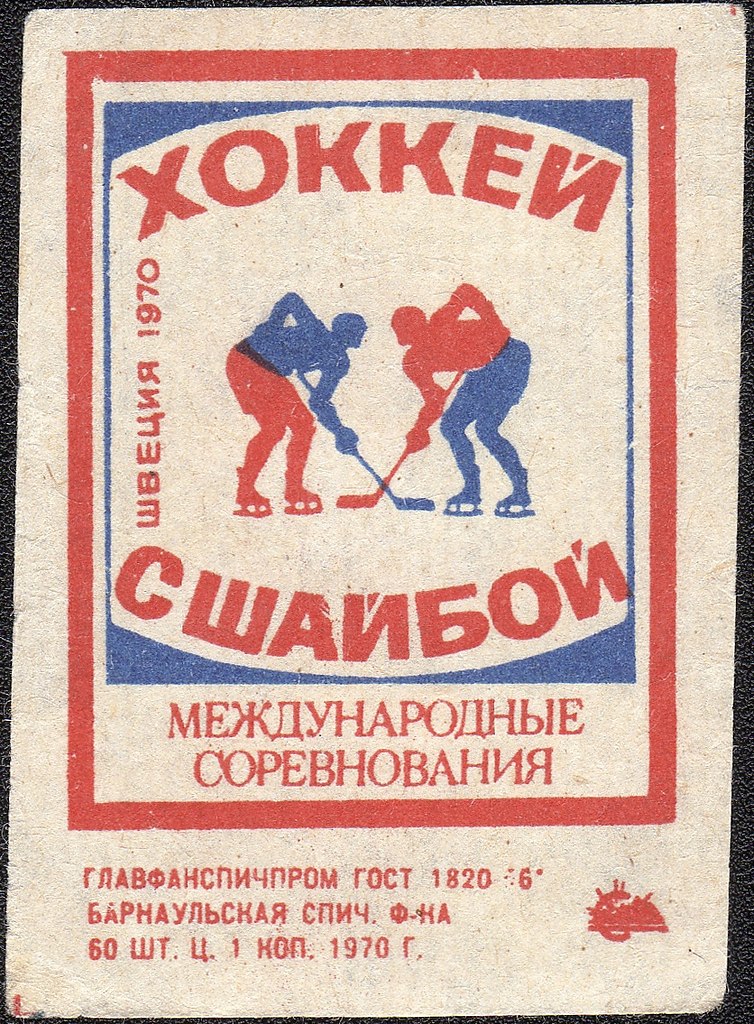 ХОККЕЙ
ШВЕЦИЯ 1970
С ШАЙБОЙ
МЕЖДУНАРОДНЫЕ
СОРЕВНОВАНИЯ
ГЛАВФАНСПИЧПРОМ ГОСТ 1820
БАРНАУЛЬСКАЯ СПИЧ. Ф-КА
60 ШТ. Ц. 1 КОП. 1970 Г.